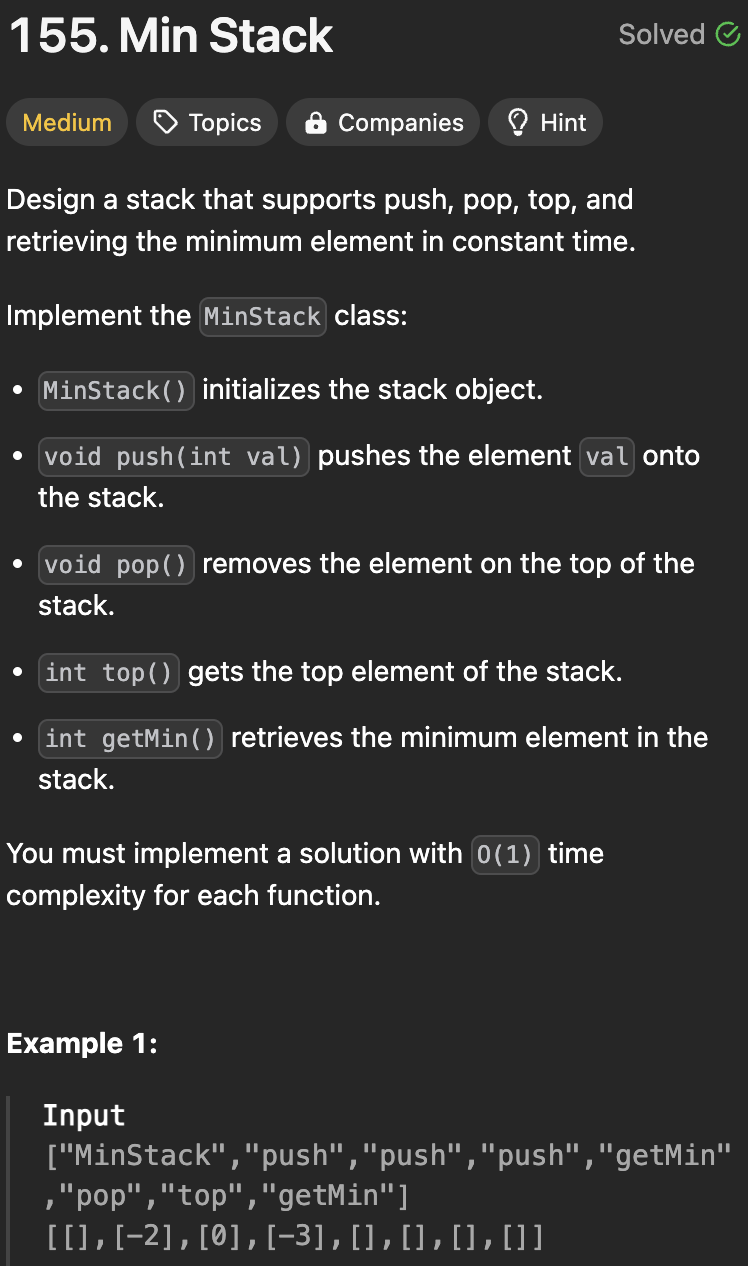 155. Min Stack
Solved
Medium
Topics
Companies
Hint
Design a stack that supports push, pop, top, and
retrieving the minimum element in constant time.
Implement the MinStack class:
• MinStack() initializes the stack object.
• void push(int val) pushes the element val onto
the stack.
• void pop() removes the element on the top of the
stack.
• int top() gets the top element of the stack.
• int getMin() retrieves the minimum element in the
stack.
You must implement a solution with O(1) time
complexity for each function.
Example 1:
Input
["MinStack","push","push","push","getMin"
,"pop","top","getMin"]
[[],[-2],[0],[-3],[],[],[],[]]